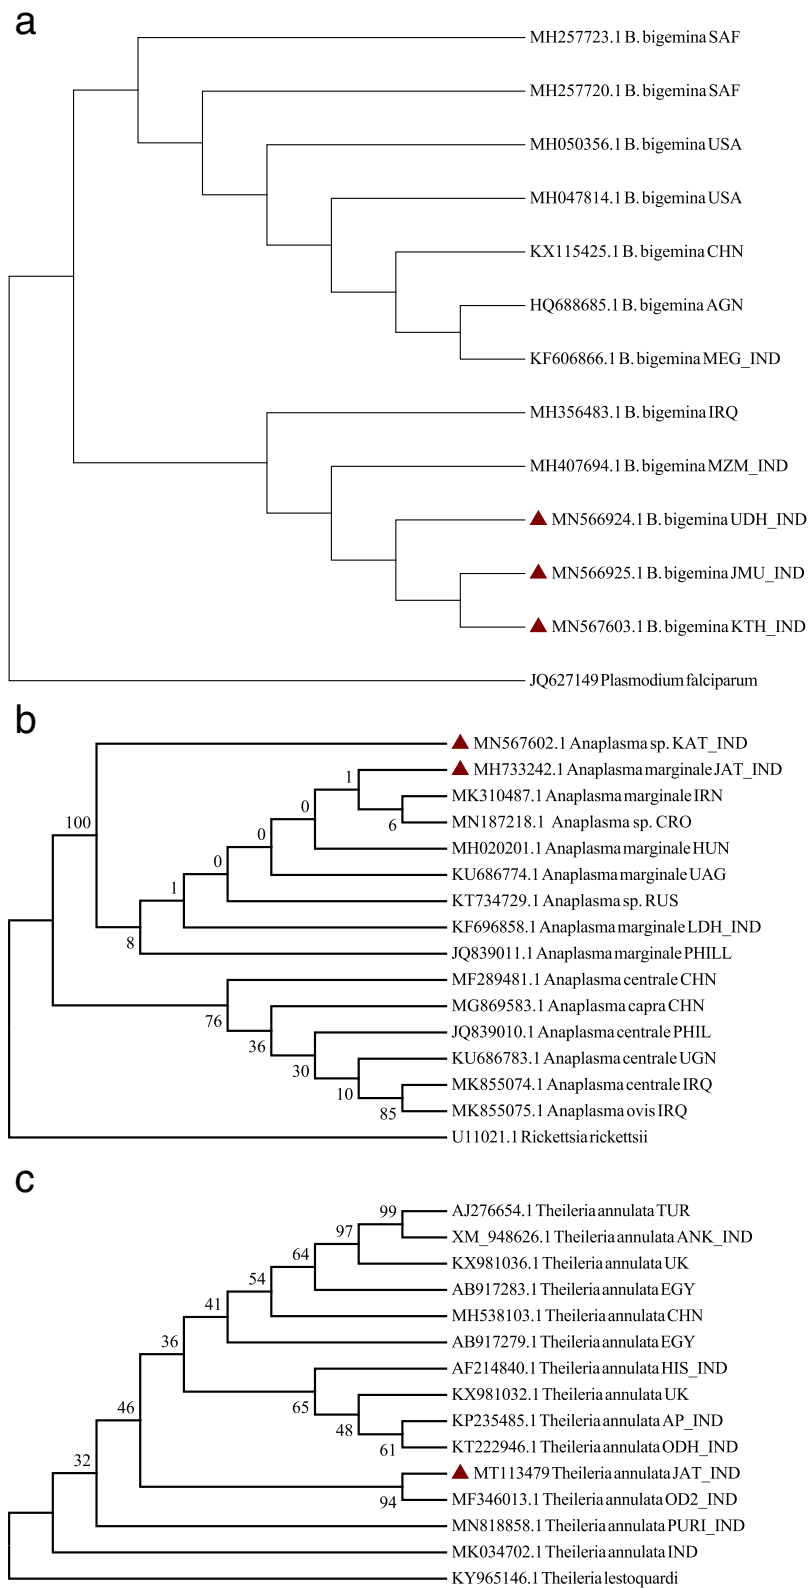 a
MH257723.1 B. bigemina SAF
MH257720.1 B. bigemina SAF
MH050356.1 B. bigemina USA
MH047814.1 B. bigemina USA
KX115425.1 B. bigemina CHN
HQ688685.1 B. bigemina AGN
KF606866.1 B. bigemina MEG_IND
MH356483.1 B. bigemina IRQ
MH407694.1 B. bigemina MZM_IND
MN566924.1 B. bigemina UDH_IND
MN566925.1 B. bigemina JMU_IND
MN567603.1 B. bigemina KTH_IND
JQ627149 Plasmodium falciparum
b
MN567602.1 Anaplasma sp. KAT_IND
MH733242.1 Anaplasma marginale JAT_IND
1
MK310487.1 Anaplasma marginale IRN
0
MN187218.1 Anaplasma sp. CRO
100
6
0
MH020201.1 Anaplasma marginale HUN
0
KU686774.1 Anaplasma marginale UAG
1
KT734729.1 Anaplasma sp. RUS
KF696858.1 Anaplasma marginale LDH_IND
8
JQ839011.1 Anaplasma marginale PHILL
MF289481.1 Anaplasma centrale CHN
MG869583.1 Anaplasma capra CHN
76
JQ839010.1 Anaplasma centrale PHIL
36
KU686783.1 Anaplasma centrale UGN
30
MK855074.1 Anaplasma centrale IRQ
10
MK855075.1 Anaplasma ovis IRQ
85
U11021.1 Rickettsia rickettsii
c
99
AJ276654.1 Theileria annulata TUR
97
XM_948626.1 Theileria annulata ANK_IND
64
KX981036.1 Theileria annulata UK
54
AB917283.1 Theileria annulata EGY
41
MH538103.1 Theileria annulata CHN
36
AB917279.1 Theileria annulata EGY
AF214840.1 Theileria annulata HIS_IND
KX981032.1 Theileria annulata UK
46
65
KP235485.1 Theileria annulata AP_IND
48
KT222946.1 Theileria annulata ODH_IND
61
32
MT113479 Theileria annulata JAT_IND
94
MF346013.1 Theileria annulata OD2_IND
MN818858.1 Theileria annulata PURI_IND
MK034702.1 Theileria annulata IND
KY965146.1 Theileria lestoquardi